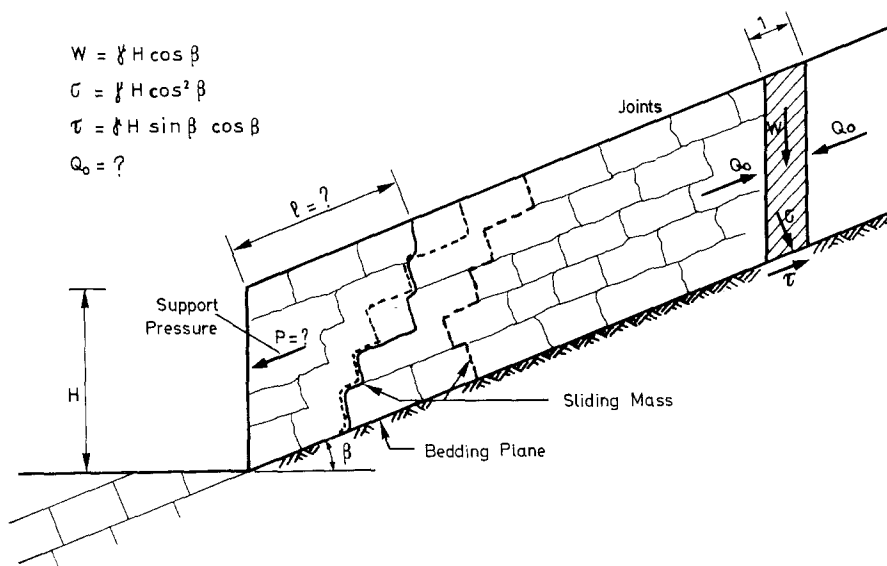 W = γ H cos β
σ = γ H cos² β
τ = γ H sin β cos β
Q₀ = ?
1
Joints
W
Q₀
Q₀
ℓ = ?
σ
τ
Support
Pressure
P = ?
H
Sliding Mass
Bedding Plane
β